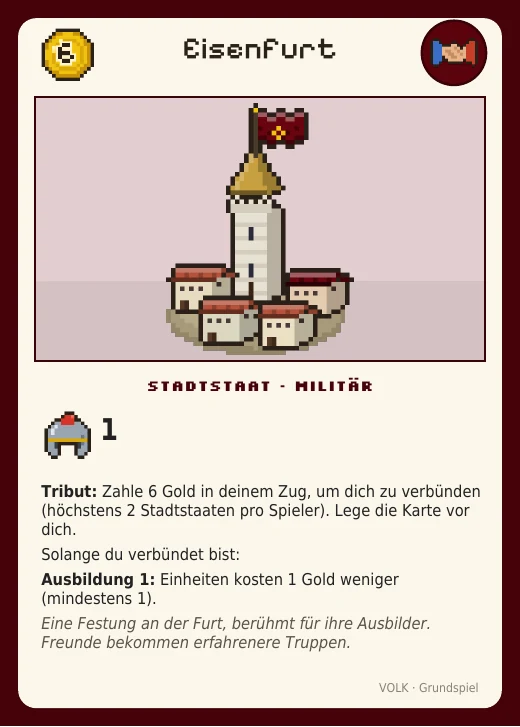 6
Eisenfurt
STADTSTAAT · MILITÄR
1
Tribut: Zahle 6 Gold in deinem Zug, um dich zu verbünden
(höchstens 2 Stadtstaaten pro Spieler). Lege die Karte vor
dich.
Solange du verbündet bist:
Ausbildung 1: Einheiten kosten 1 Gold weniger
(mindestens 1).
Eine Festung an der Furt, berühmt für ihre Ausbilder.
Freunde bekommen erfahrenere Truppen.
VOLK · Grundspiel